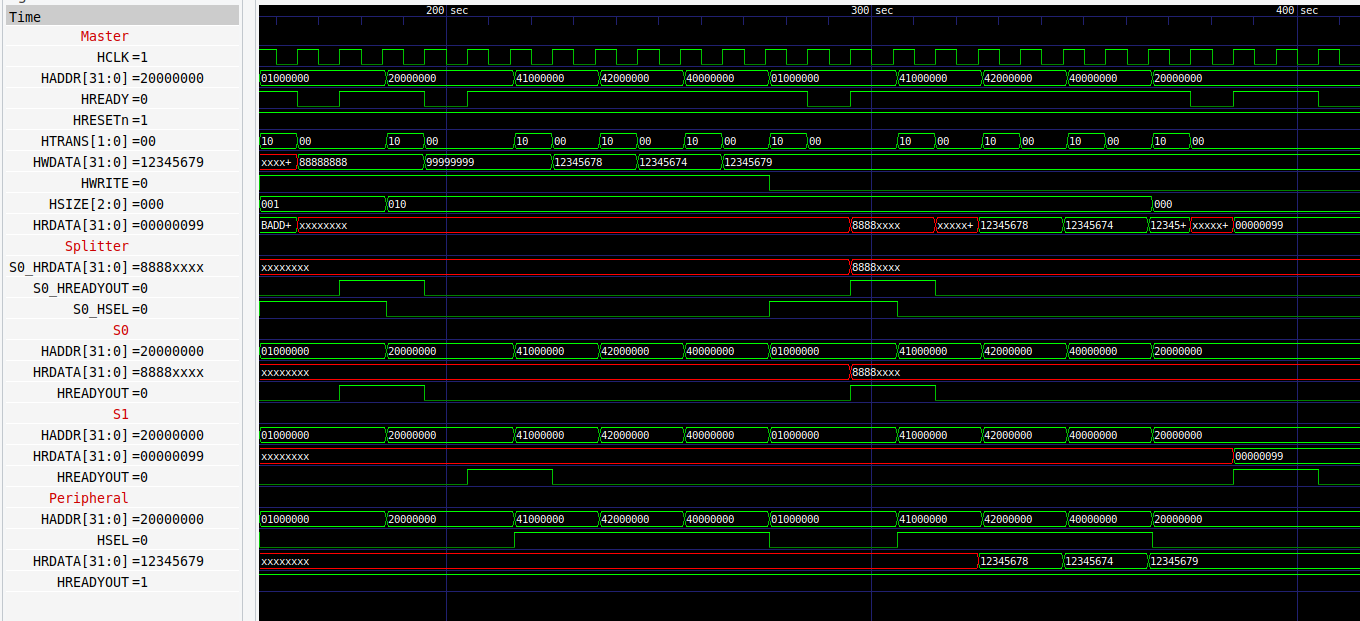 Time 200 sec 300 sec 400 sec
Master
HCLK =1
HADDR[31:0] =20000000 01000000 20000000 41000000 42000000 40000000 01000000 41000000 42000000 40000000 20000000
HREADY =0
HRESETn =1
HTRANS[1:0] =00 10 00 10 00 10 00 10 00 10 00 10 00 10 00 10 00 10 00 10 00
HWDATA[31:0] =12345679 xxxx+ 88888888 99999999 12345678 12345674 12345679
HWRITE =0
HSIZE[2:0] =000 001 010 000
HRDATA[31:0] =00000099 BADD+ xxxxxxxx 8888xxxx xxxxx+ 12345678 12345674 12345+ xxxxx+ 00000099
Splitter
S0_HRDATA[31:0] =8888xxxx xxxxxxxx 8888xxxx
S0_HREADYOUT =0
S0_HSEL =0
S0
HADDR[31:0] =20000000 01000000 20000000 41000000 42000000 40000000 01000000 41000000 42000000 40000000 20000000
HRDATA[31:0] =8888xxxx xxxxxxxx 8888xxxx
HREADYOUT =0
S1
HADDR[31:0] =20000000 01000000 20000000 41000000 42000000 40000000 01000000 41000000 42000000 40000000 20000000
HRDATA[31:0] =00000099 xxxxxxxx 00000099
HREADYOUT =0
Peripheral
HADDR[31:0] =20000000 01000000 20000000 41000000 42000000 40000000 01000000 41000000 42000000 40000000 20000000
HSEL =0
HRDATA[31:0] =12345679 xxxxxxxx 12345678 12345674 12345679
HREADYOUT =1